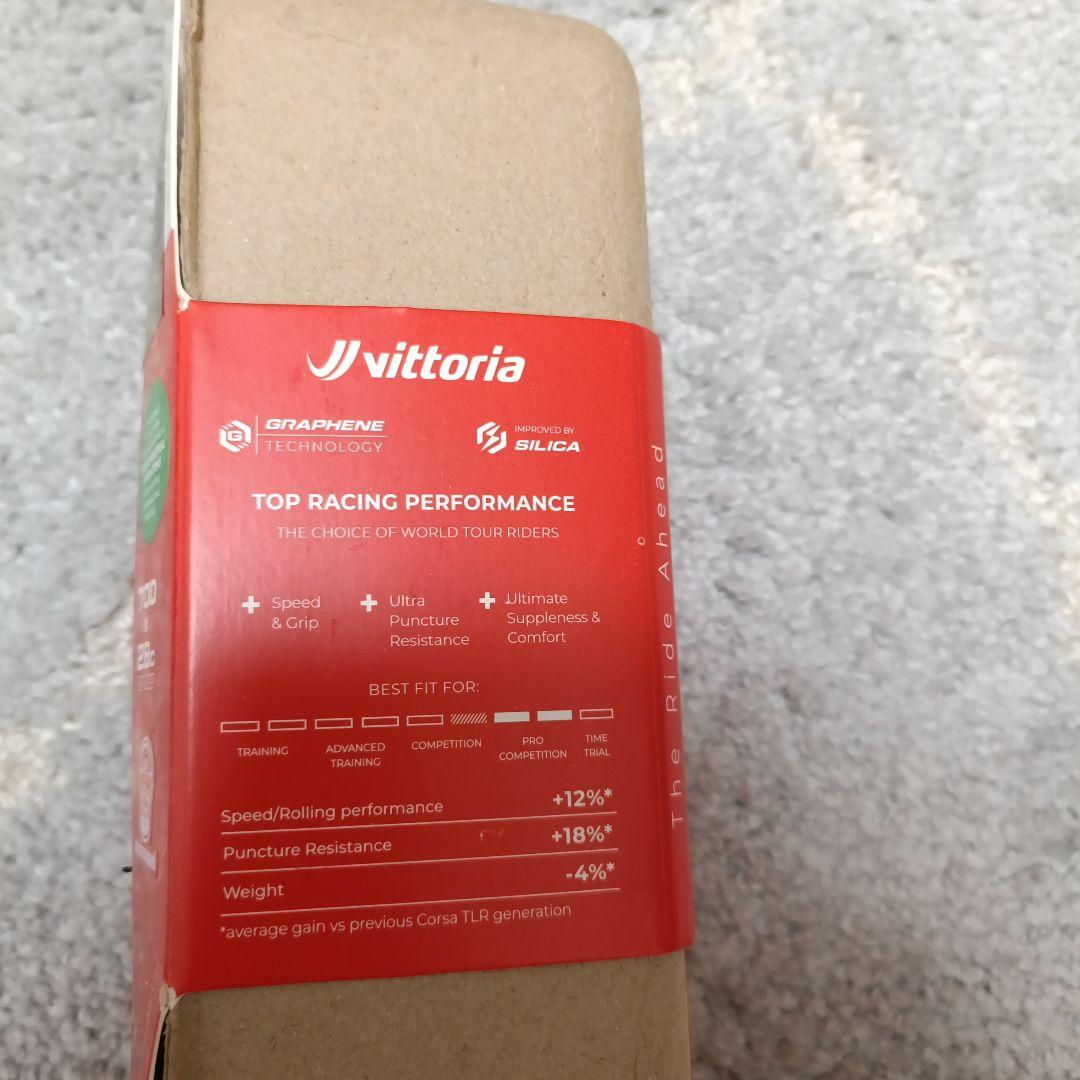 vittoria
G GRAPHENE
TECHNOLOGY
IMPROVED BY
SILICA
TOP RACING PERFORMANCE
THE CHOICE OF WORLD TOUR RIDERS
+ Speed
& Grip
+ Ultra
Puncture
Resistance
+ Ultimate
Suppleness &
Comfort
BEST FIT FOR:
TRAINING
ADVANCED
TRAINING
COMPETITION
PRO
COMPETITION
TIME
TRIAL
Speed/Rolling performance +12%*
Puncture Resistance +18%*
Weight -4%*
*average gain vs previous Corsa TLR generation
The Ride Ahead
700
x
28c